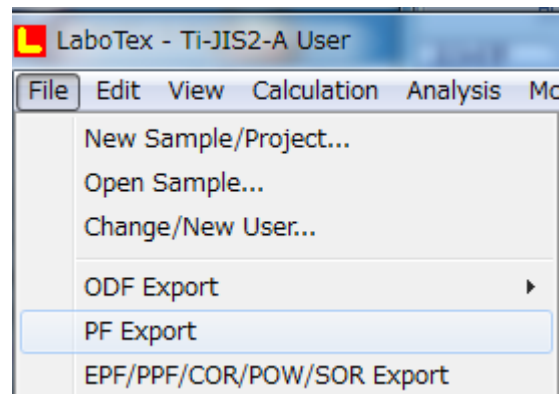 LaboTex - Ti-JIS2-A User
File Edit View Calculation Analysis Mo
New Sample/Project...
Open Sample...
Change/New User...
ODF Export
PF Export
EPF/PPF/COR/POW/SOR Export